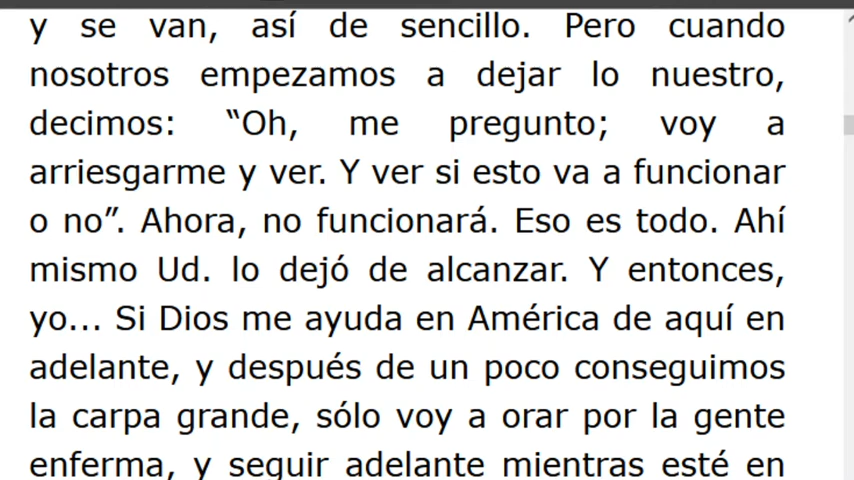 y se van, así de sencillo. Pero cuando
nosotros empezamos a dejar lo nuestro,
decimos: “Oh, me pregunto; voy a
arriesgarme y ver. Y ver si esto va a funcionar
o no”. Ahora, no funcionará. Eso es todo. Ahí
mismo Ud. lo dejó de alcanzar. Y entonces,
yo… Si Dios me ayuda en América de aquí en
adelante, y después de un poco conseguimos
la carpa grande, sólo voy a orar por la gente
enferma, y seguir adelante mientras esté en